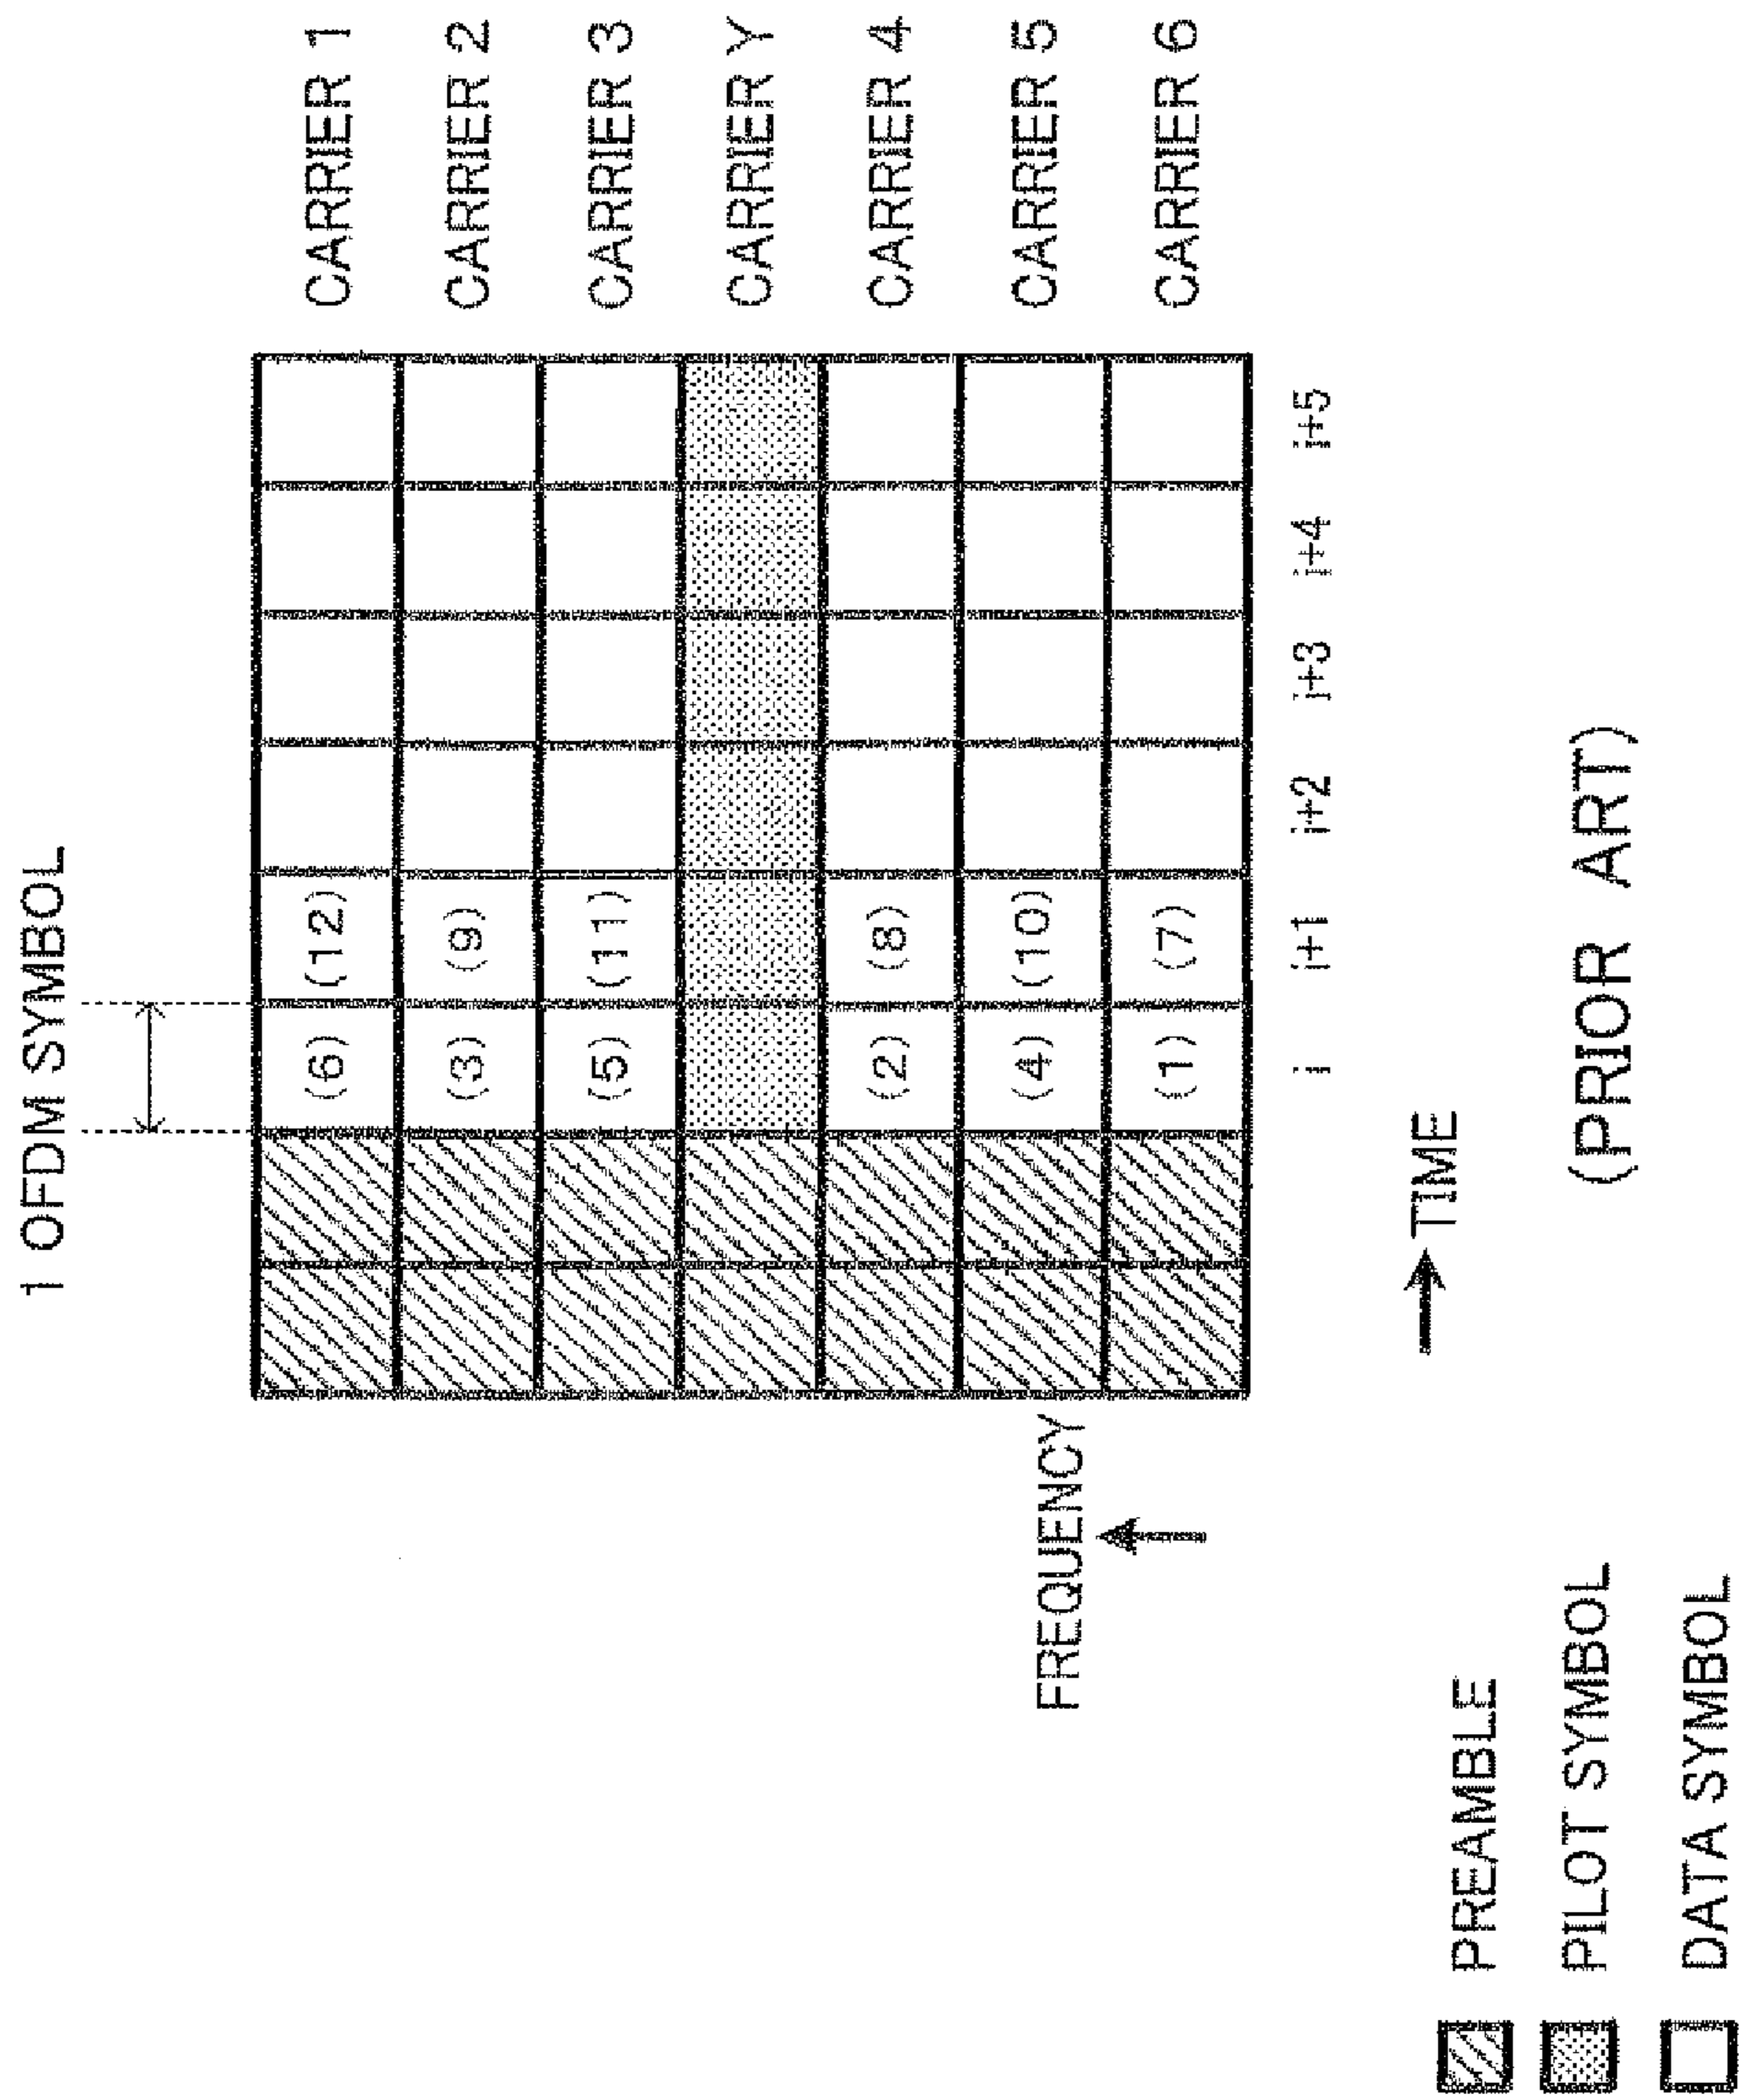 1 OFDM SYMBOL
(6) (12) CARRIER 1
(3) (9) CARRIER 2
(5) (11) CARRIER 3
CARRIER Y
(2) (8) CARRIER 4
(4) (10) CARRIER 5
FREQUENCY
(1) (7) CARRIER 6
i i+1 i+2 i+3 i+4 i+5
TIME
PREAMBLE
PILOT SYMBOL
DATA SYMBOL
(PRIOR ART)